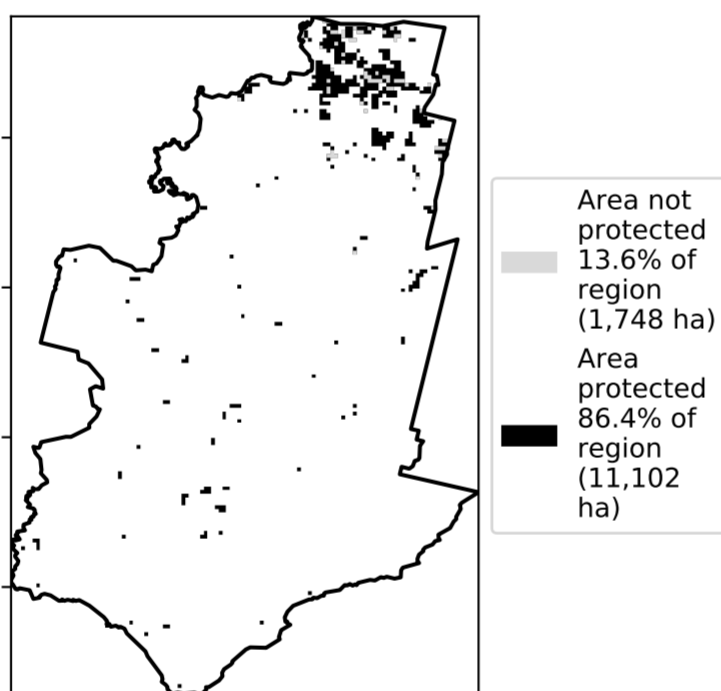 Area not
protected
13.6% of
region
(1,748 ha)
Area
protected
86.4% of
region
(11,102
ha)